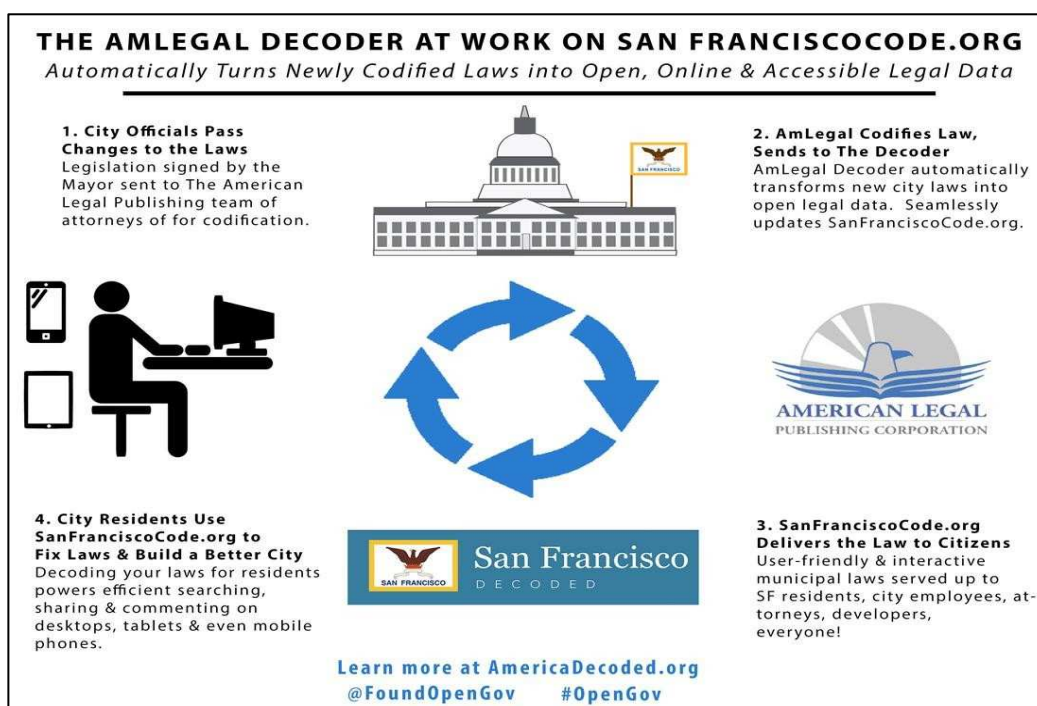 THE AMLEGAL DECODER AT WORK ON SAN FRANCISCOCODE.ORG
Automatically Turns Newly Codified Laws into Open, Online & Accessible Legal Data
1. City Officials Pass
Changes to the Laws
Legislation signed by the
Mayor sent to The American
Legal Publishing team of
attorneys of for codification.
SAN FRANCISCO
2. AmLegal Codifies Law,
Sends to The Decoder
AmLegal Decoder automatically
transforms new city laws into
open legal data. Seamlessly
updates SanFranciscoCode.org.
AMERICAN LEGAL
PUBLISHING CORPORATION
4. City Residents Use
SanFranciscoCode.org to
Fix Laws & Build a Better City
Decoding your laws for residents
powers efficient searching,
sharing & commenting on
desktops, tablets & even mobile
phones.
SAN FRANCISCO
San Francisco
DECODED
3. SanFranciscoCode.org
Delivers the Law to Citizens
User-friendly & interactive
municipal laws served up to
SF residents, city employees, at-
torneys, developers,
everyone!
Learn more at AmericaDecoded.org
@FoundOpenGov #OpenGov